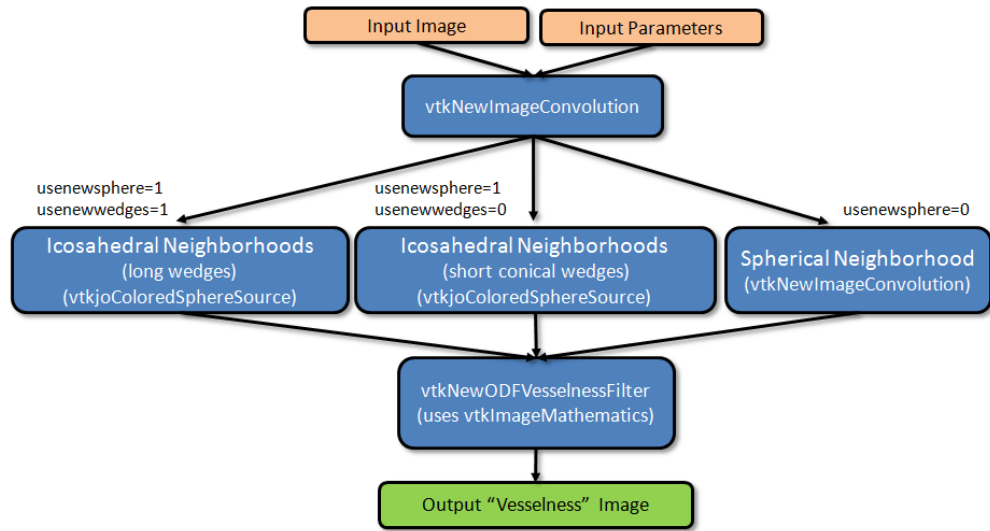 Input Image
Input Parameters
vtkNewImageConvolution
usenewsphere=1
usenewwedges=1
usenewsphere=1
usenewwedges=0
usenewsphere=0
Icosahedral Neighborhoods
(long wedges)
(vtkjoColoredSphereSource)
Icosahedral Neighborhoods
(short conical wedges)
(vtkjoColoredSphereSource)
Spherical Neighborhood
(vtkNewImageConvolution)
vtkNewODFVesselnessFilter
(uses vtkImageMathematics)
Output “Vesselness” Image